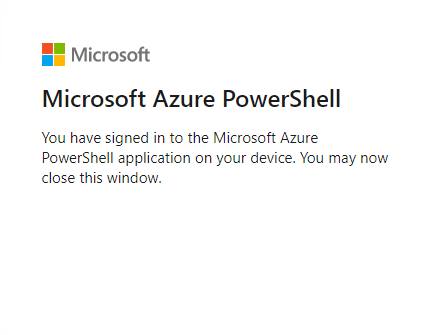 Microsoft
Microsoft Azure PowerShell
You have signed in to the Microsoft Azure
PowerShell application on your device. You may now
close this window.